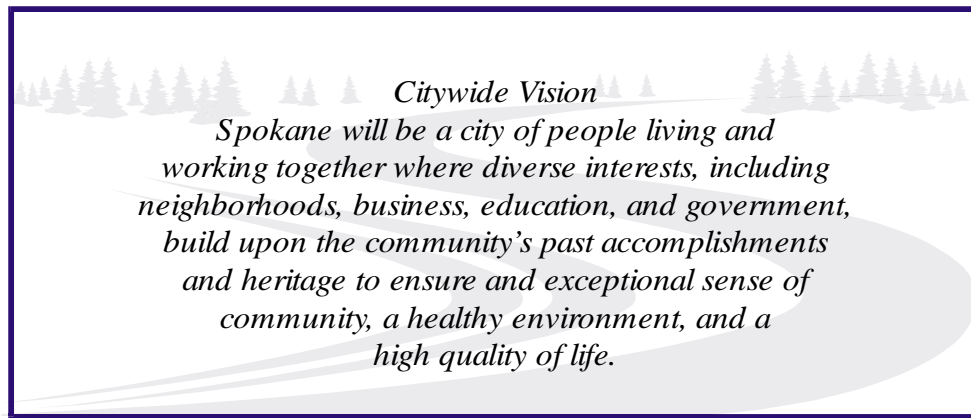 Citywide Vision
Spokane will be a city of people living and
working together where diverse interests, including
neighborhoods, business, education, and government,
build upon the community’s past accomplishments
and heritage to ensure and exceptional sense of
community, a healthy environment, and a
high quality of life.